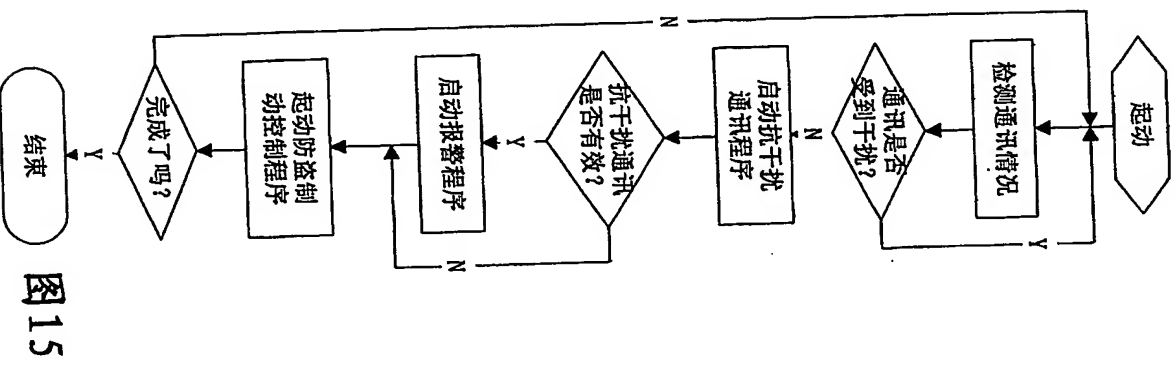 起动
检测通讯情况
通讯是否
受到干扰?
Y
N
启动抗干扰
通讯程序
抗干扰通讯
是否有效?
Y
N
启动报警程序
起动防盗制
动控制程序
完成了吗?
N
Y
结束
图15